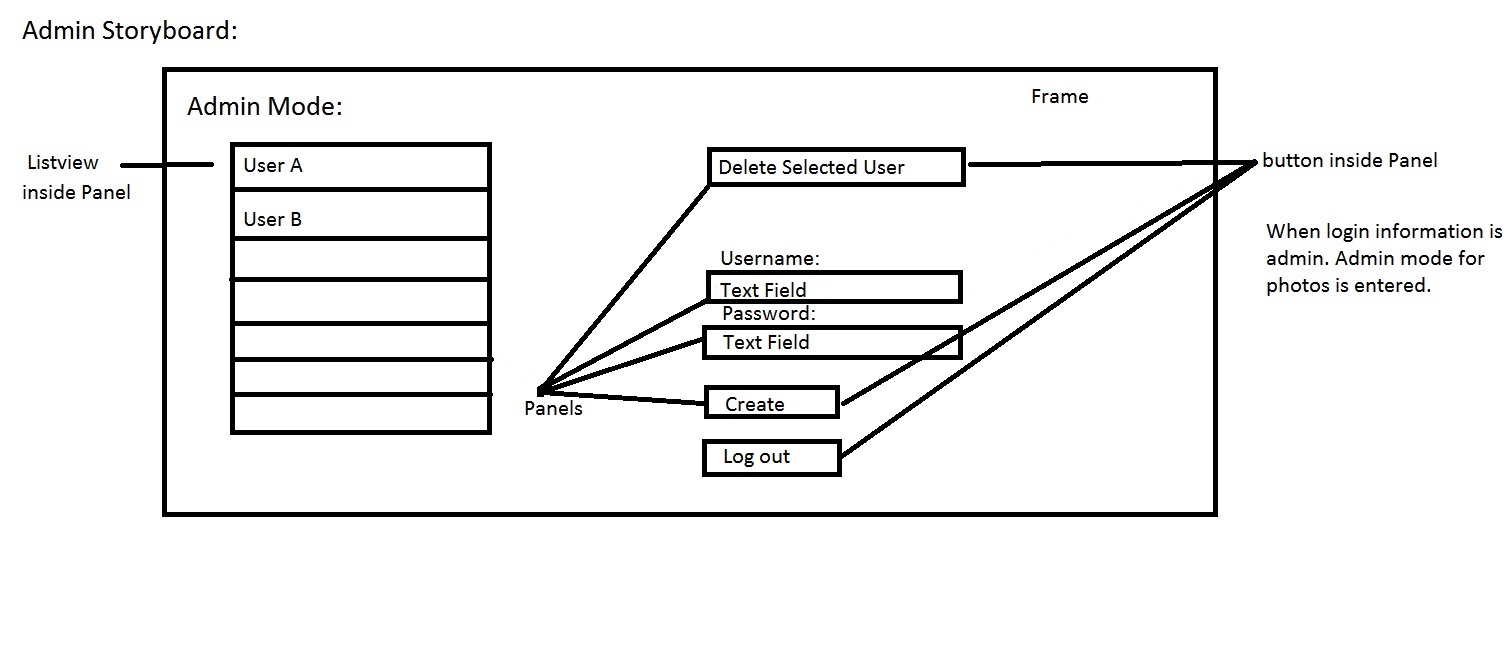 Admin Storyboard:
Admin Mode:
Frame
Listview
inside Panel
User A
User B
Delete Selected User
button inside Panel
When login information is
admin. Admin mode for
photos is entered.
Username:
Text Field
Password:
Text Field
Panels
Create
Log out